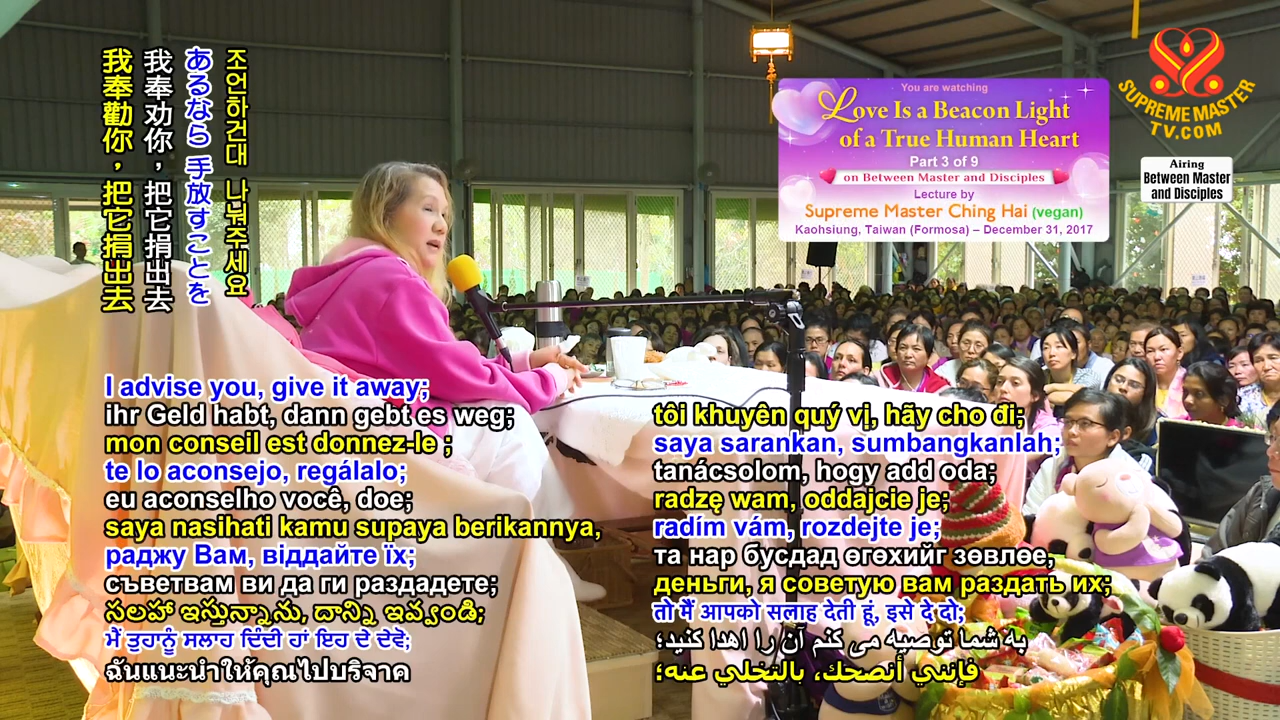 我奉勸你，把它捐出去
我奉劝你，把它捐出去
あるなら 手放すことを
조언하건대 나눠주세요
You are watching
Love Is a Beacon Light
of a True Human Heart
Part 3 of 9
on Between Master and Disciples
Lecture by
Supreme Master Ching Hai (vegan)
Kaohsiung, Taiwan (Formosa) – December 31, 2017
SUPREME MASTER
TV.COM
Airing
Between Master
and Disciples
I advise you, give it away;
ihr Geld habt, dann gebt es weg;
mon conseil est donnez-le ;
te lo aconsejo, regálalo;
eu aconselho você, doe;
saya nasihati kamu supaya berikannya,
раджу Вам, віддайте їх;
съветвам ви да ги раздадете;
సలహా ఇస్తున్నాను, దాన్ని ఇవ్వండి;
ਮੈਂ ਤੁਹਾਨੂੰ ਸਲਾਹ ਦਿੰਦੀ ਹਾਂ ਇਹ ਦੇ ਦੇਵੋ;
ฉันแนะนำให้คุณไปบริจาค
tôi khuyên quý vị, hãy cho đi;
saya sarankan, sumbangkanlah;
tanácsolom, hogy add oda;
radzę wam, oddajcie je;
radím vám, rozdejte je;
та нар бусдад өгөхийг зөвлөе,
деньги, я советую вам раздать их;
तो मैं आपको सलाह देती हूं, इसे दे दो;
به شما توصیه می کنم آن را اهدا کنید؛
فإنني أنصحك، بالتخلي عنه؛